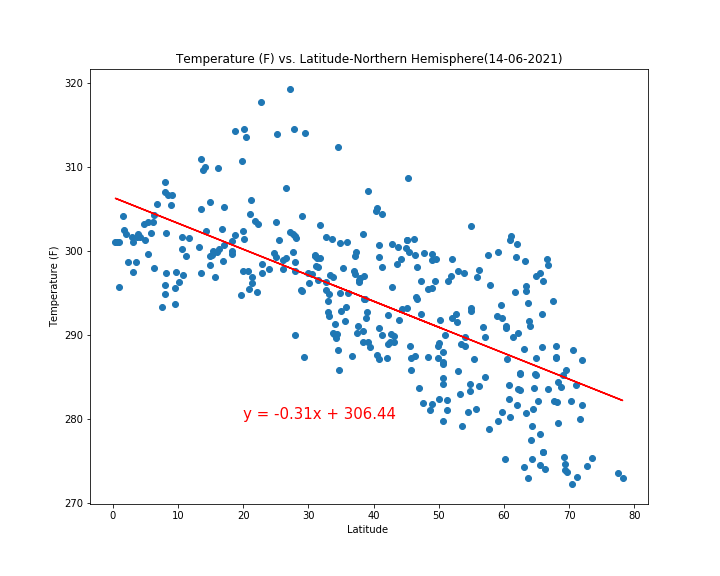 Temperature (F) vs. Latitude-Northern Hemisphere(14-06-2021)
320
310
300
290
280
270
Temperature (F)
y = -0.31x + 306.44
0 10 20 30 40 50 60 70 80
Latitude